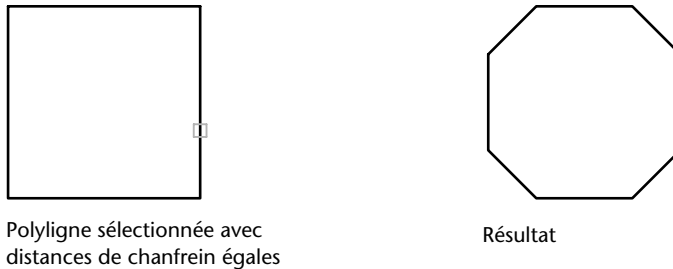 Polyligne sélectionnée avec
distances de chanfrein égales
Résultat